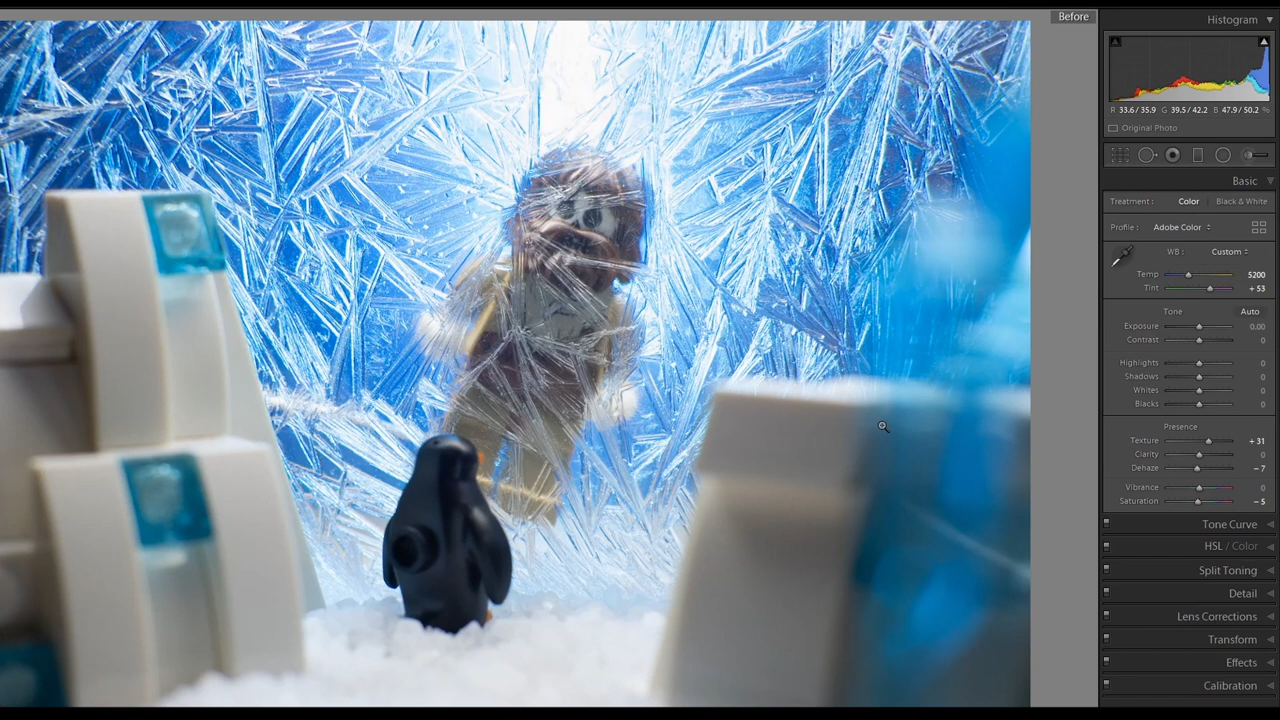 Before
Histogram
R 33.6 / 35.9 G 39.5 / 42.2 B 47.9 / 50.2 %
Original Photo
Basic
Treatment : Color Black & White
Profile : Adobe Color
WB : Custom
Temp 5200
Tint + 53
Tone Auto
Exposure 0.00
Contrast 0
Highlights 0
Shadows 0
Whites 0
Blacks 0
Presence
Texture + 31
Clarity 0
Dehaze − 7
Vibrance 0
Saturation − 5
Tone Curve
HSL / Color
Split Toning
Detail
Lens Corrections
Transform
Effects
Calibration